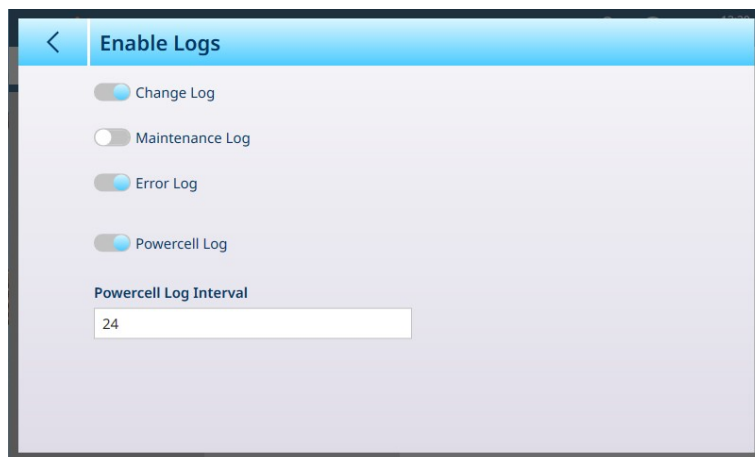 Enable Logs
Change Log
Maintenance Log
Error Log
Powercell Log
Powercell Log Interval
24